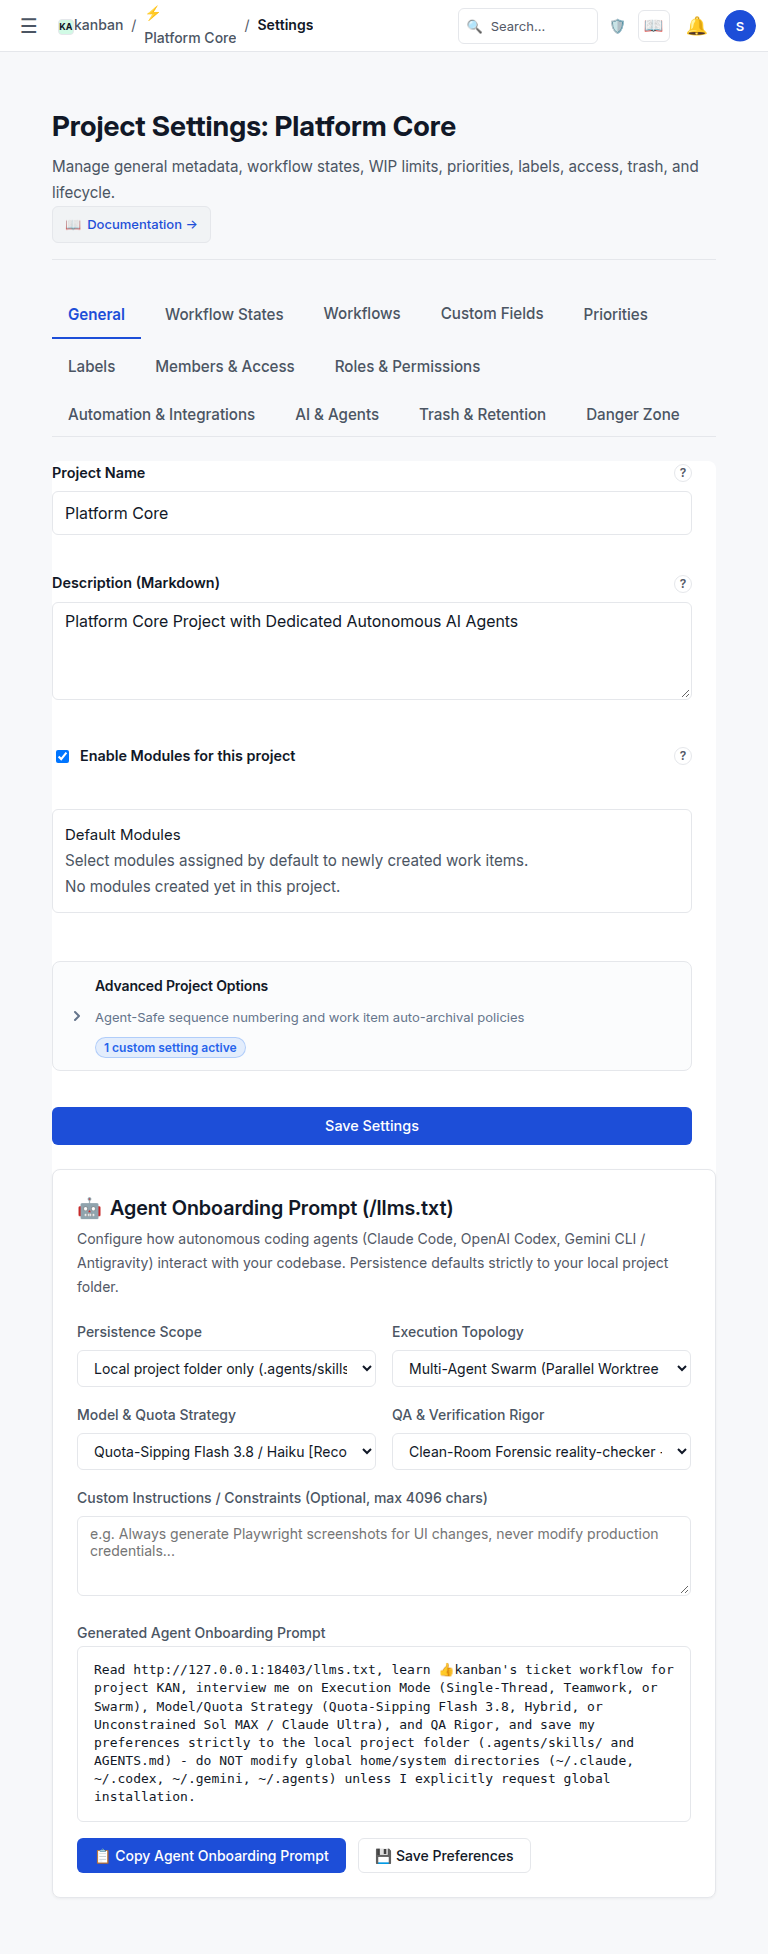 ☰ KA kanban / ⚡ Platform Core / Settings 🔍 Search... 🛡️ 📖 🔔 S
Project Settings: Platform Core
Manage general metadata, workflow states, WIP limits, priorities, labels, access, trash, and
lifecycle.
📖 Documentation →
General Workflow States Workflows Custom Fields Priorities
Labels Members & Access Roles & Permissions
Automation & Integrations AI & Agents Trash & Retention Danger Zone
Project Name ?
Platform Core
Description (Markdown) ?
Platform Core Project with Dedicated Autonomous AI Agents
Enable Modules for this project ?
Default Modules
Select modules assigned by default to newly created work items.
No modules created yet in this project.
Advanced Project Options
Agent-Safe sequence numbering and work item auto-archival policies
1 custom setting active
Save Settings
🤖 Agent Onboarding Prompt (/llms.txt)
Configure how autonomous coding agents (Claude Code, OpenAI Codex, Gemini CLI /
Antigravity) interact with your codebase. Persistence defaults strictly to your local project
folder.
Persistence Scope Execution Topology
Local project folder only (.agents/skills Multi-Agent Swarm (Parallel Worktree
Model & Quota Strategy QA & Verification Rigor
Quota-Sipping Flash 3.8 / Haiku [Reco Clean-Room Forensic reality-checker
Custom Instructions / Constraints (Optional, max 4096 chars)
e.g. Always generate Playwright screenshots for UI changes, never modify production
credentials...
Generated Agent Onboarding Prompt
Read http://127.0.0.1:18403/llms.txt, learn 👍kanban's ticket workflow for
project KAN, interview me on Execution Mode (Single-Thread, Teamwork, or
Swarm), Model/Quota Strategy (Quota-Sipping Flash 3.8, Hybrid, or
Unconstrained Sol MAX / Claude Ultra), and QA Rigor, and save my
preferences strictly to the local project folder (.agents/skills/ and
AGENTS.md) - do NOT modify global home/system directories (~/.claude,
~/.codex, ~/.gemini, ~/.agents) unless I explicitly request global
installation.
📋 Copy Agent Onboarding Prompt 💾 Save Preferences